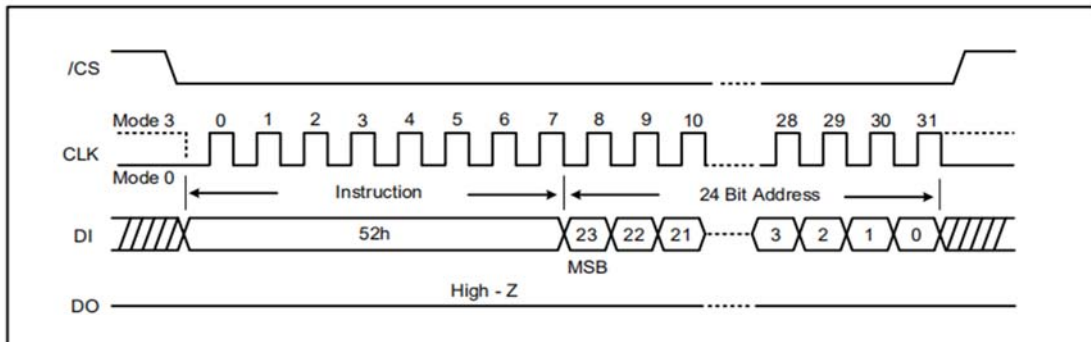 /CS
Mode 3 0 1 2 3 4 5 6 7 8 9 10 28 29 30 31
CLK
Mode 0
Instruction 24 Bit Address
DI 52h 23 22 21 3 2 1 0
MSB
High - Z
DO